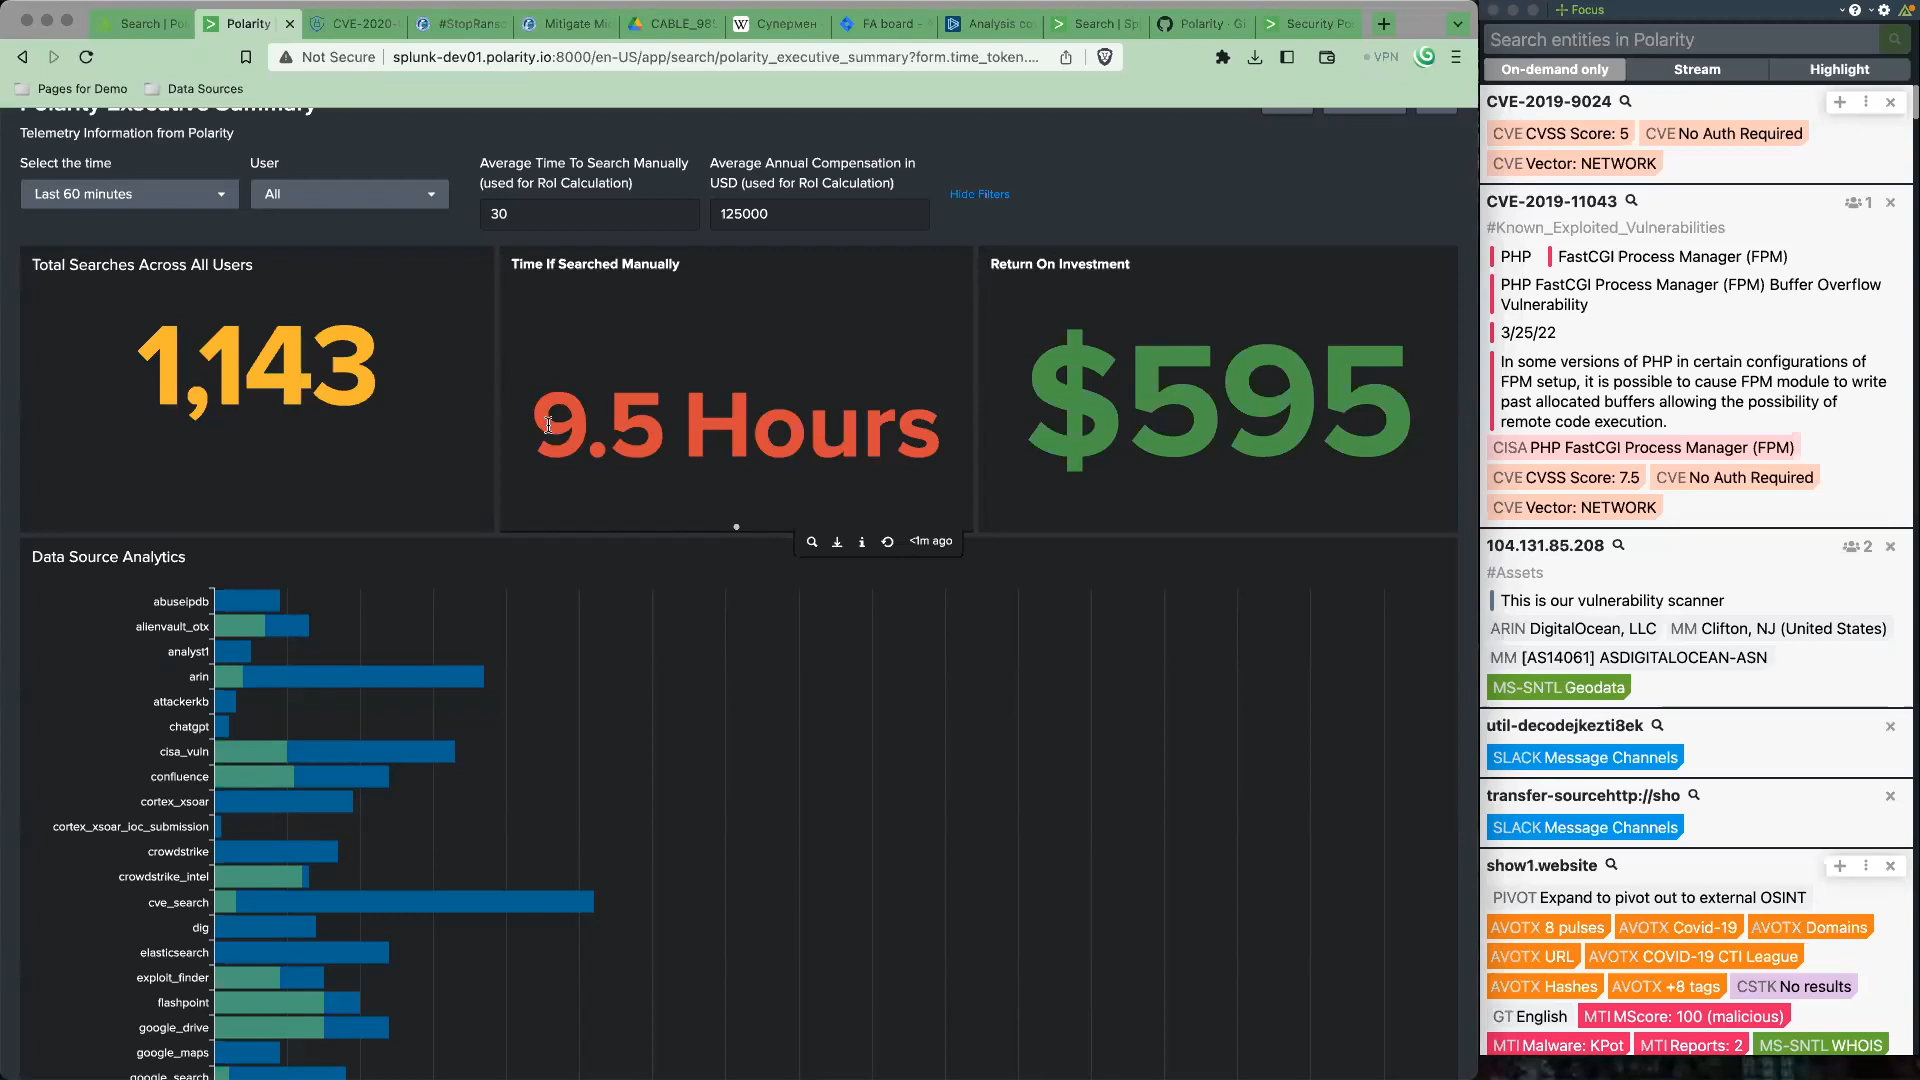 Search | Pol
Polarity
CVE-2020-
#StopRanso
Mitigate Mi
CABLE_98
Супермен
FA board -
Analysis co
Search | Spl
Polarity · Gi
Security Po
Not Secure
splunk-dev01.polarity.io:8000/en-US/app/search/polarity_executive_summary?form.time_token....
VPN
Pages for Demo
Data Sources
Polarity Executive Summary
Telemetry Information from Polarity
Select the time
Last 60 minutes
User
All
Average Time To Search Manually
(used for RoI Calculation)
30
Average Annual Compensation in
USD (used for RoI Calculation)
125000
Hide Filters
Total Searches Across All Users
1,143
Time If Searched Manually
9.5 Hours
Return On Investment
$595
<1m ago
Data Source Analytics
abuseipdb
alienvault_otx
analyst1
arin
attackerkb
chatgpt
cisa_vuln
confluence
cortex_xsoar
cortex_xsoar_ioc_submission
crowdstrike
crowdstrike_intel
cve_search
dig
elasticsearch
exploit_finder
flashpoint
google_drive
google_maps
google_search
Focus
Search entities in Polarity
On-demand only
Stream
Highlight
CVE-2019-9024
CVE CVSS Score: 5
CVE No Auth Required
CVE Vector: NETWORK
CVE-2019-11043
1
#Known_Exploited_Vulnerabilities
PHP
FastCGI Process Manager (FPM)
PHP FastCGI Process Manager (FPM) Buffer Overflow
Vulnerability
3/25/22
In some versions of PHP in certain configurations of
FPM setup, it is possible to cause FPM module to write
past allocated buffers allowing the possibility of
remote code execution.
CISA PHP FastCGI Process Manager (FPM)
CVE CVSS Score: 7.5
CVE No Auth Required
CVE Vector: NETWORK
104.131.85.208
2
#Assets
This is our vulnerability scanner
ARIN DigitalOcean, LLC
MM Clifton, NJ (United States)
MM [AS14061] ASDIGITALOCEAN-ASN
MS-SNTL Geodata
util-decodejkezti8ek
SLACK Message Channels
transfer-sourcehttp://sho
SLACK Message Channels
show1.website
PIVOT Expand to pivot out to external OSINT
AVOTX 8 pulses
AVOTX Covid-19
AVOTX Domains
AVOTX URL
AVOTX COVID-19 CTI League
AVOTX Hashes
AVOTX +8 tags
CSTK No results
GT English
MTI MScore: 100 (malicious)
MTI Malware: KPot
MTI Reports: 2
MS-SNTL WHOIS